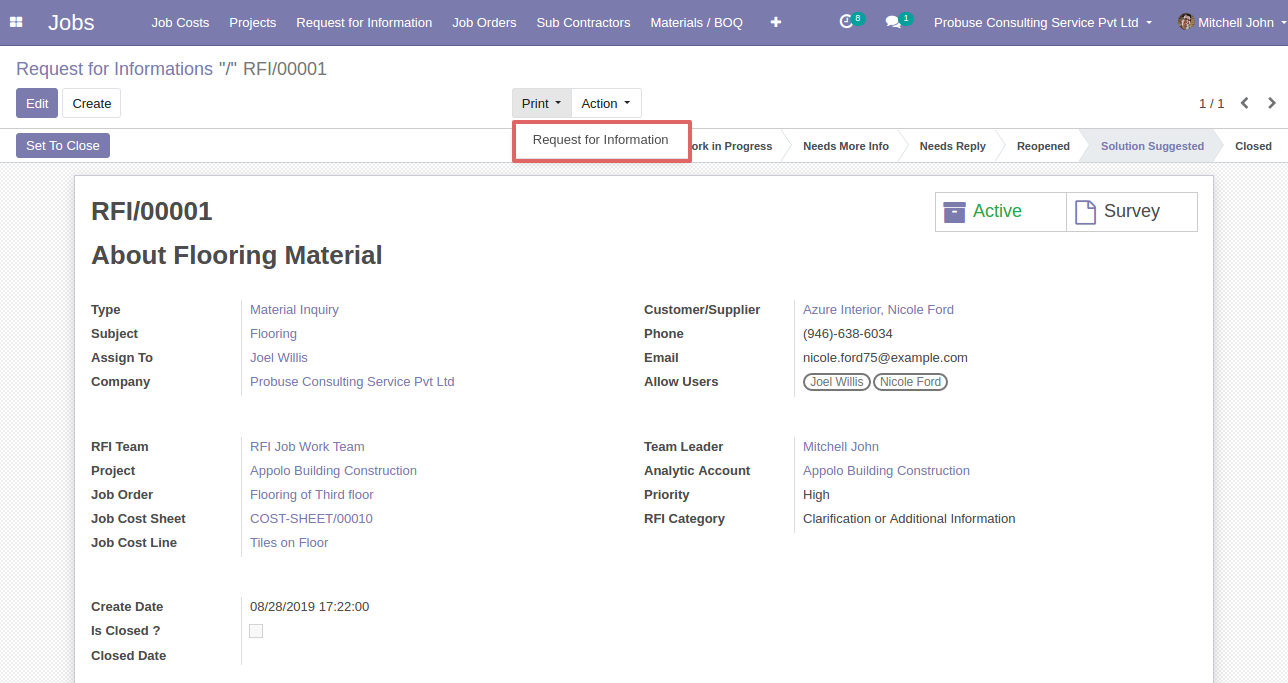 Jobs Job Costs Projects Request for Information Job Orders Sub Contractors Materials / BOQ 8 1 Probuse Consulting Service Pvt Ltd Mitchell John
Request for Informations "/" RFI/00001
Edit Create Print Action 1 / 1
Request for Information
Set To Close in Progress Needs More Info Needs Reply Reopened Solution Suggested Closed
RFI/00001 Active Survey
About Flooring Material
Type Material Inquiry Customer/Supplier Azure Interior, Nicole Ford
Subject Flooring Phone (946)-638-6034
Assign To Joel Willis Email nicole.ford75@example.com
Company Probuse Consulting Service Pvt Ltd Allow Users Joel Willis Nicole Ford
RFI Team RFI Job Work Team Team Leader Mitchell John
Project Appolo Building Construction Analytic Account Appolo Building Construction
Job Order Flooring of Third floor Priority High
Job Cost Sheet COST-SHEET/00010 RFI Category Clarification or Additional Information
Job Cost Line Tiles on Floor
Create Date 08/28/2019 17:22:00
Is Closed ?
Closed Date